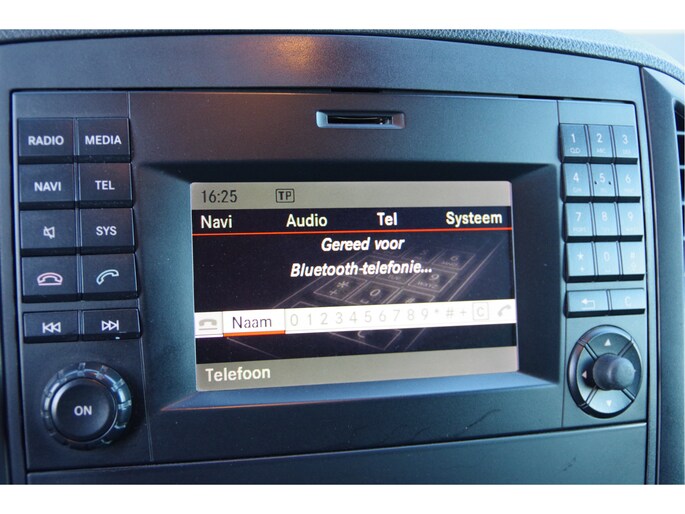 RADIO MEDIA
NAVI TEL
SYS
ON
16:25 TP
Navi Audio Tel Systeem
Gereed voor
Bluetooth-telefonie...
Naam 0 1 2 3 4 5 6 7 8 9 * # + C
Telefoon
1 2 3
4 5 6
7 8 9
* 0 #
C